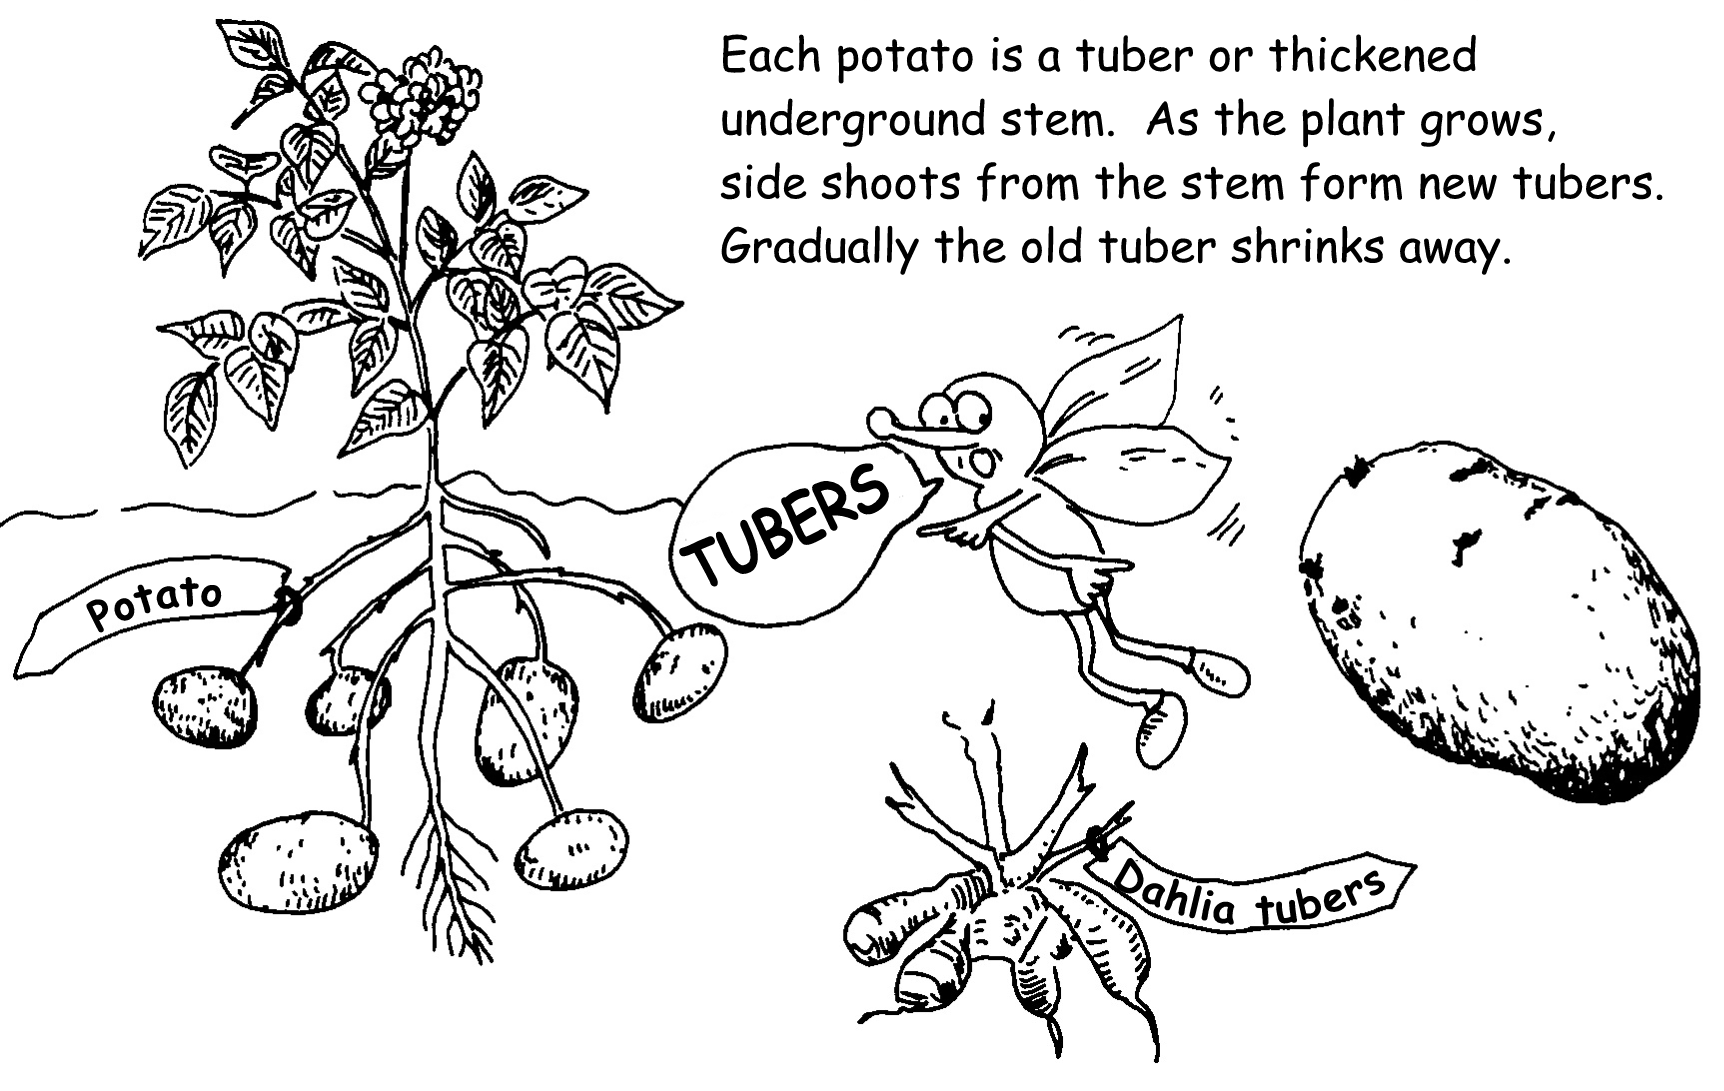 Each potato is a tuber or thickened
underground stem.  As the plant grows,
side shoots from the stem form new tubers.
Gradually the old tuber shrinks away.
TUBERS
Potato
Dahlia tubers